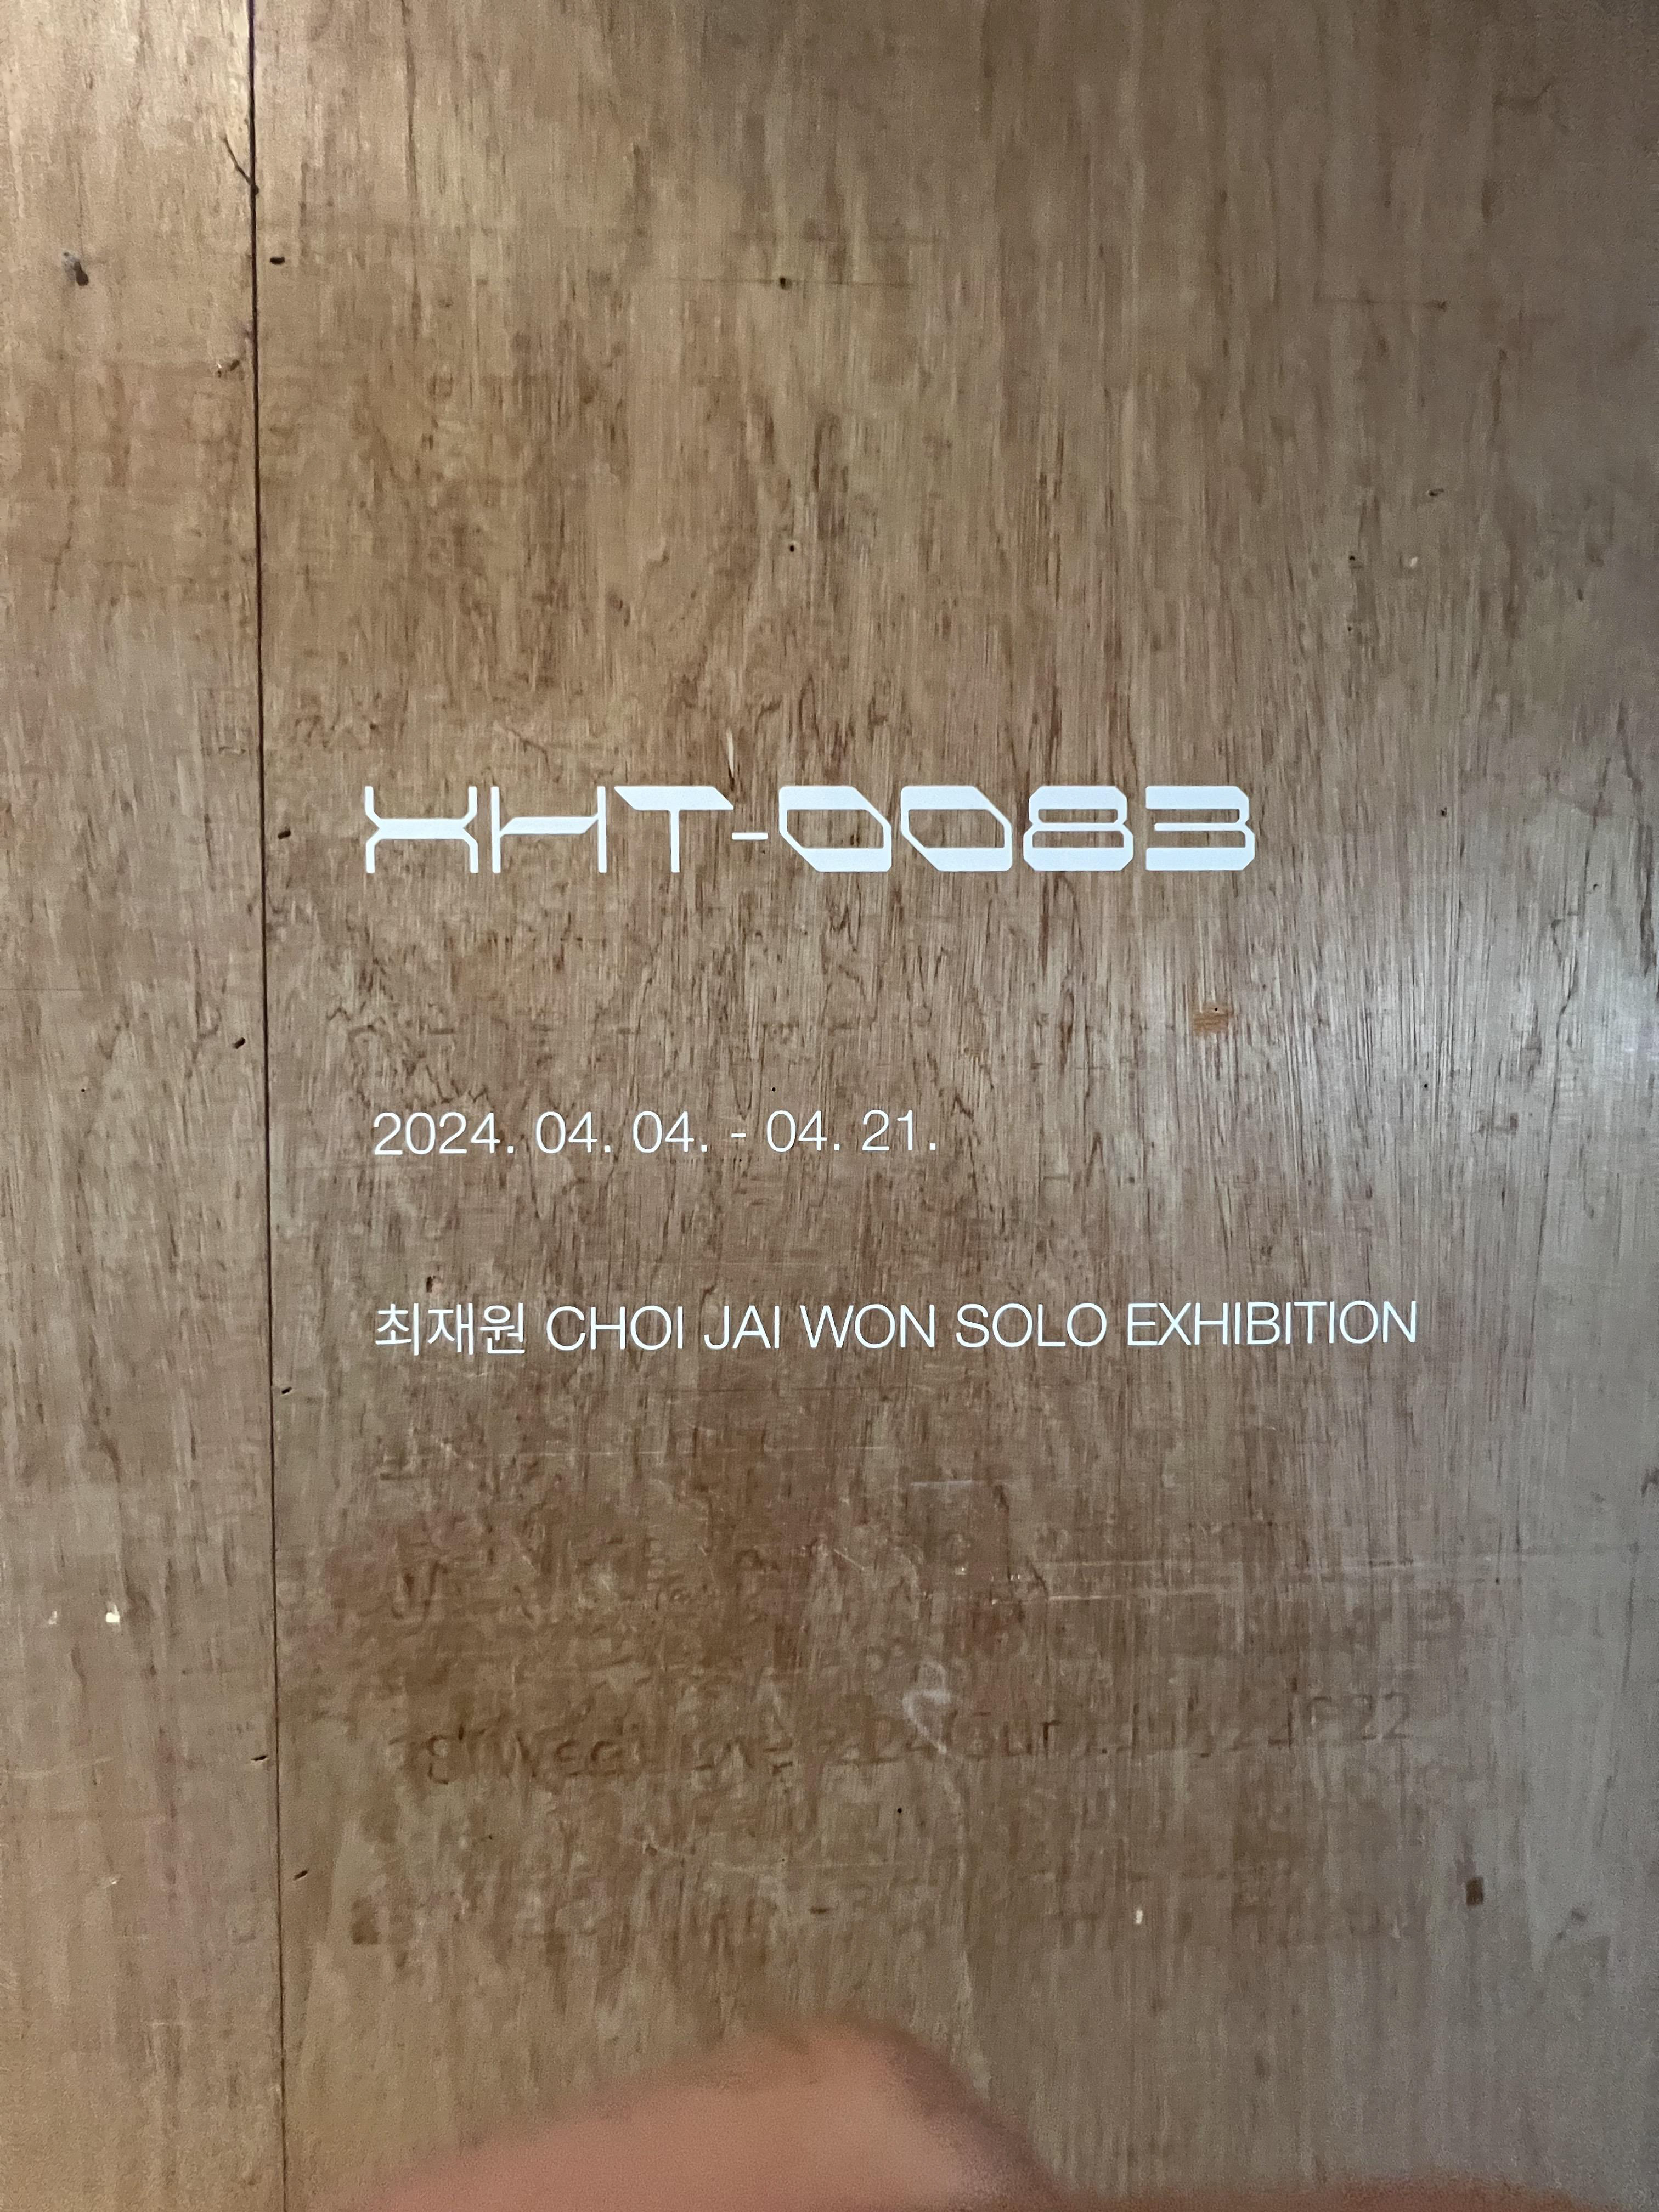 XHT-0083
2024. 04. 04. - 04. 21.
최재원 CHOI JAI WON SOLO EXHIBITION